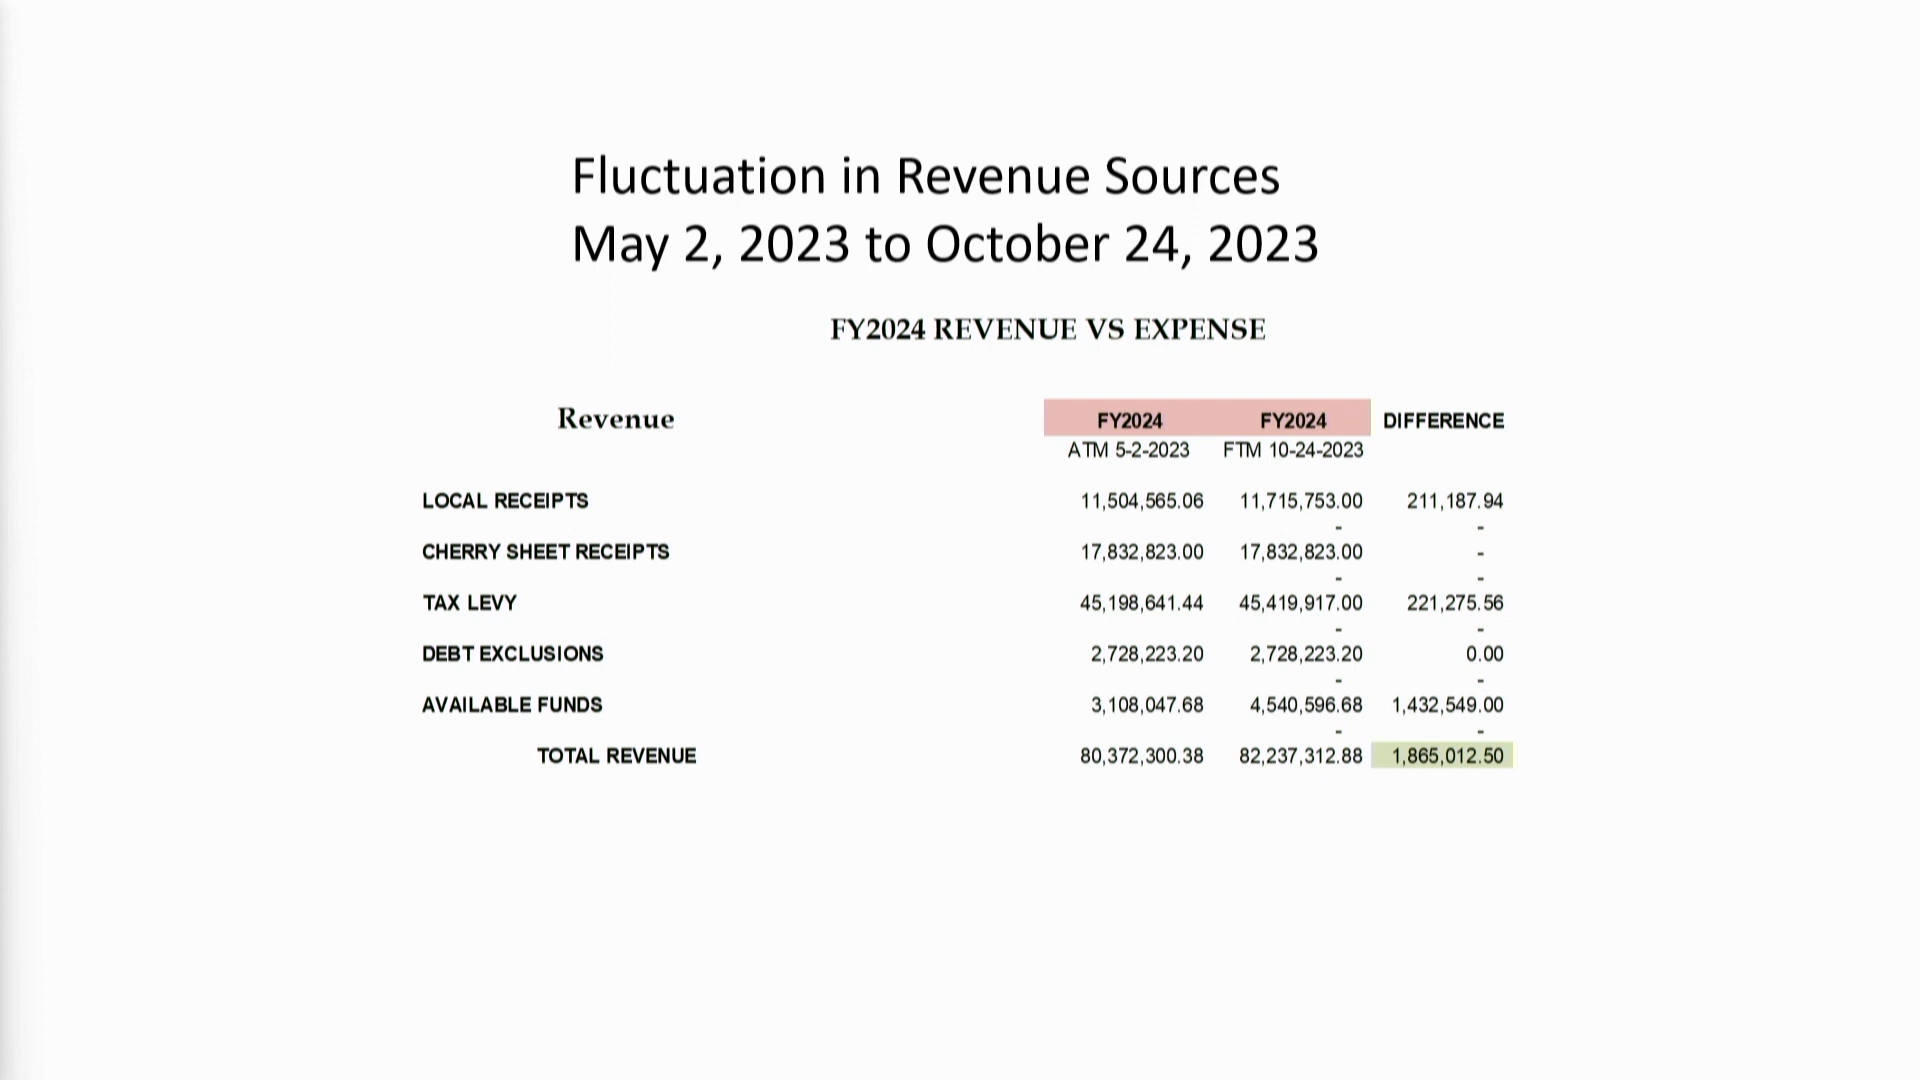 Fluctuation in Revenue Sources
May 2, 2023 to October 24, 2023
FY2024 REVENUE VS EXPENSE
Revenue FY2024 FY2024 DIFFERENCE
ATM 5-2-2023 FTM 10-24-2023
LOCAL RECEIPTS 11,504,565.06 11,715,753.00 211,187.94
- -
CHERRY SHEET RECEIPTS 17,832,823.00 17,832,823.00 -
- -
TAX LEVY 45,198,641.44 45,419,917.00 221,275.56
- -
DEBT EXCLUSIONS 2,728,223.20 2,728,223.20 0.00
- -
AVAILABLE FUNDS 3,108,047.68 4,540,596.68 1,432,549.00
- -
TOTAL REVENUE 80,372,300.38 82,237,312.88 1,865,012.50